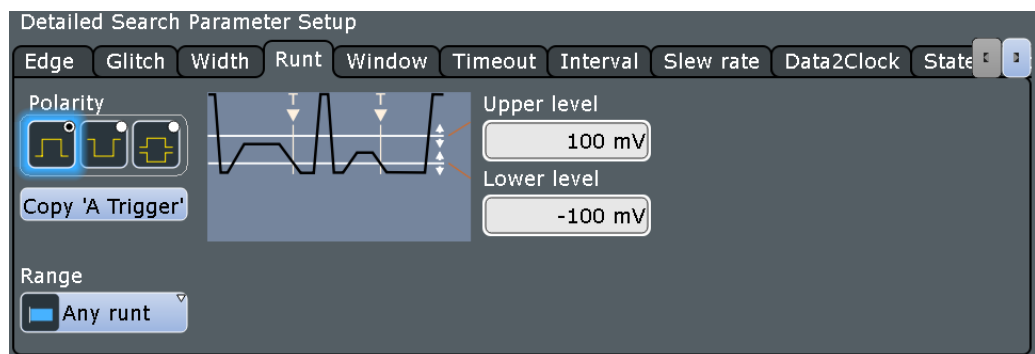 Detailed Search Parameter Setup
Edge Glitch Width Runt Window Timeout Interval Slew rate Data2Clock State
Polarity
T T
Upper level
100 mV
Lower level
Copy 'A Trigger'
-100 mV
Range
Any runt